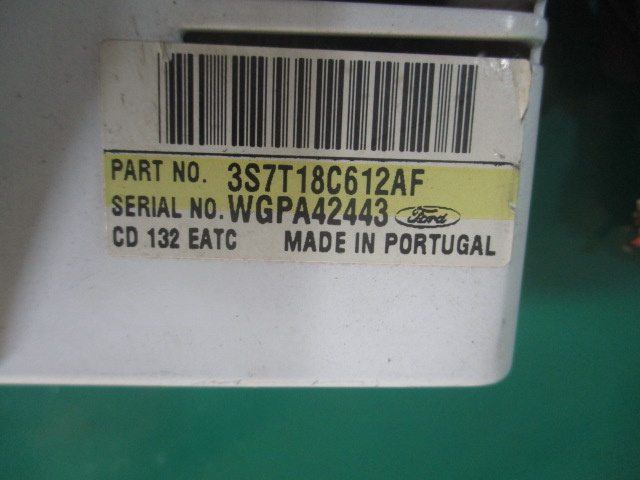 PART NO. 3S7T18C612AF
SERIAL NO. WGPA42443 Ford
CD 132 EATC MADE IN PORTUGAL